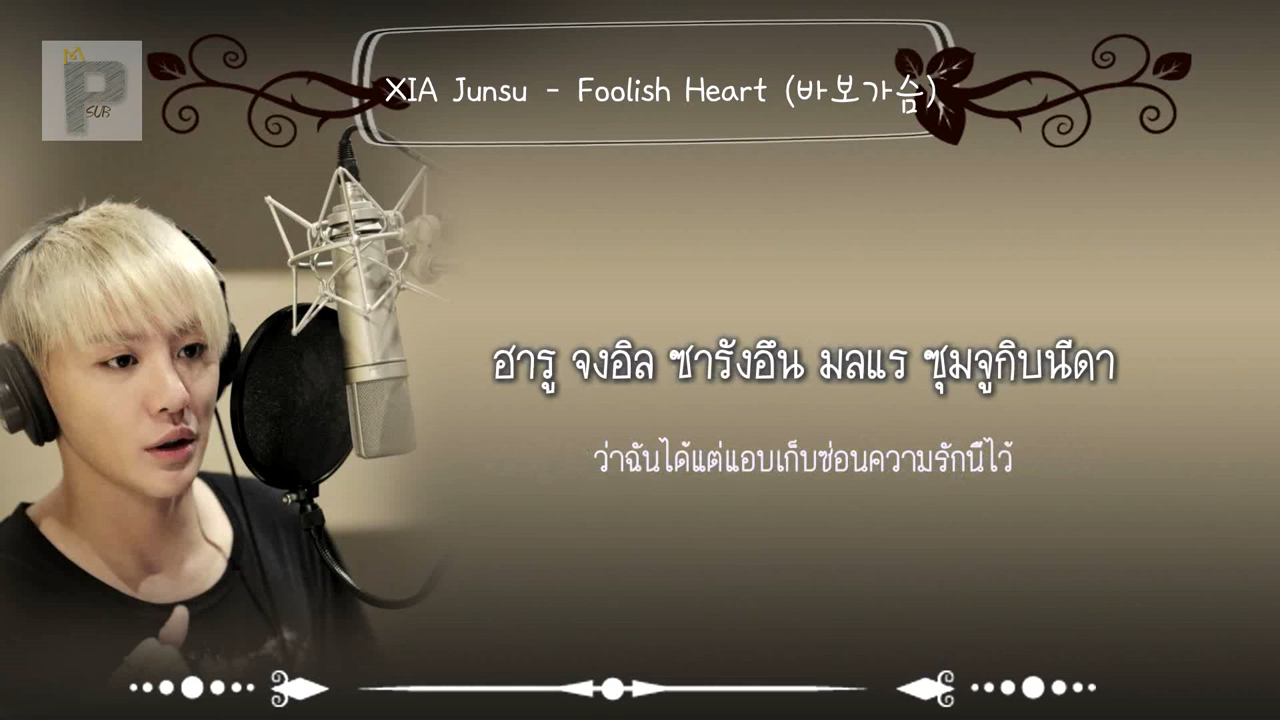 P
SUB
XIA Junsu - Foolish Heart (바보가슴)
ฮารู จงอิล ซารังอึน มลแร ซุมจูกิบนีดา
ว่าฉันได้แต่แอบเก็บซ่อนความรักนี้ไว้